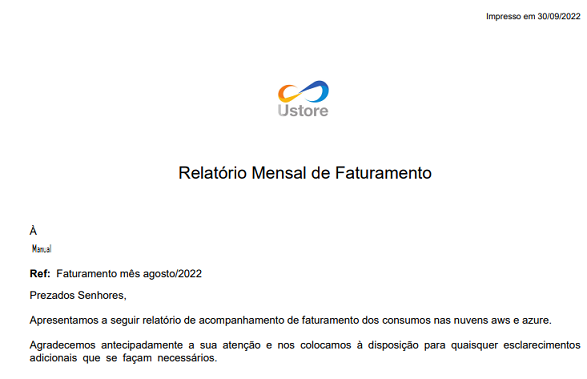 Impresso em 30/09/2022
Ustore
Relatório Mensal de Faturamento
À
Manual
Ref: Faturamento mês agosto/2022
Prezados Senhores,
Apresentamos a seguir relatório de acompanhamento de faturamento dos consumos nas nuvens aws e azure.
Agradecemos antecipadamente a sua atenção e nos colocamos à disposição para quaisquer esclarecimentos
adicionais que se façam necessários.